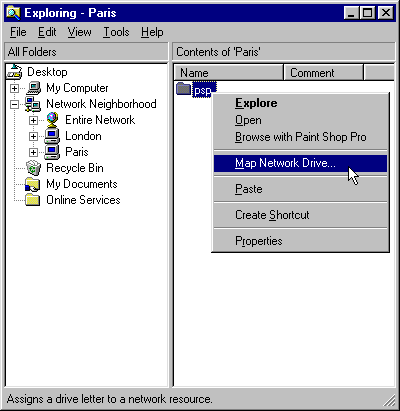 Exploring - Paris
File Edit View Tools Help
All Folders
Contents of 'Paris'
Desktop
My Computer
Network Neighborhood
Entire Network
London
Paris
Recycle Bin
My Documents
Online Services
Name Comment
psp
Explore
Open
Browse with Paint Shop Pro
Map Network Drive...
Paste
Create Shortcut
Properties
Assigns a drive letter to a network resource.